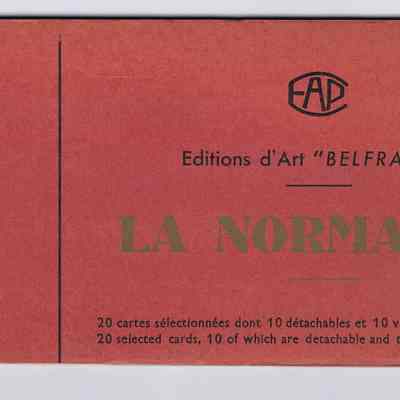 EAPC
Editions d'Art "BELFRA
LA NORMA
20 cartes sélectionnées dont 10 détachables et 10 v
20 selected cards, 10 of which are detachable and t